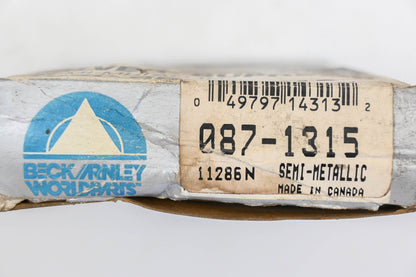 0 49797 14313 2
087-1315
11286N SEMI-METALLIC
MADE IN CANADA
BECK/ARNLEY
WORLDPARTS